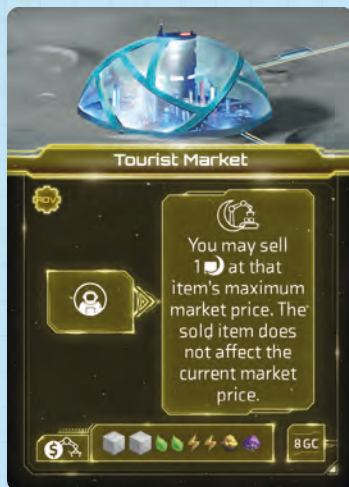 Tourist Market
ADV
You may sell
1 at that
item's maximum
market price. The
sold item does
not affect the
current market
price.
$
8 GC